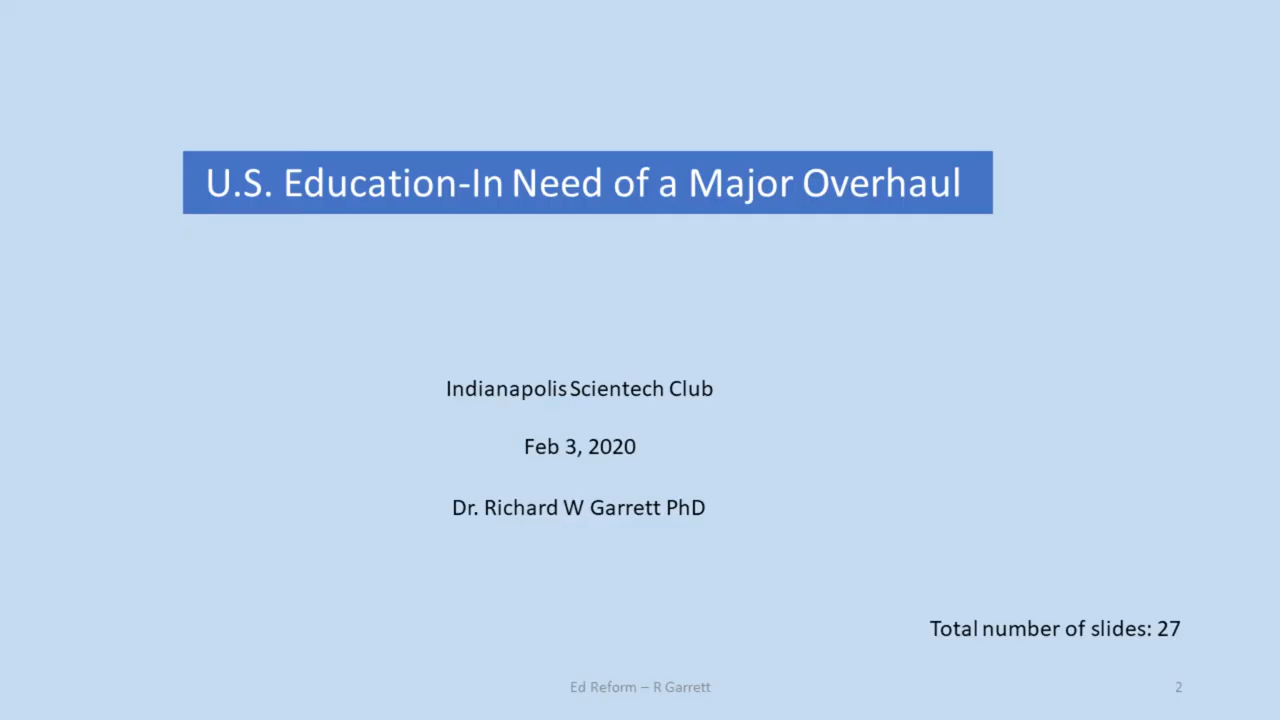 U.S. Education-In Need of a Major Overhaul
Indianapolis Scientech Club
Feb 3, 2020
Dr. Richard W Garrett PhD
Total number of slides: 27
Ed Reform – R Garrett
2